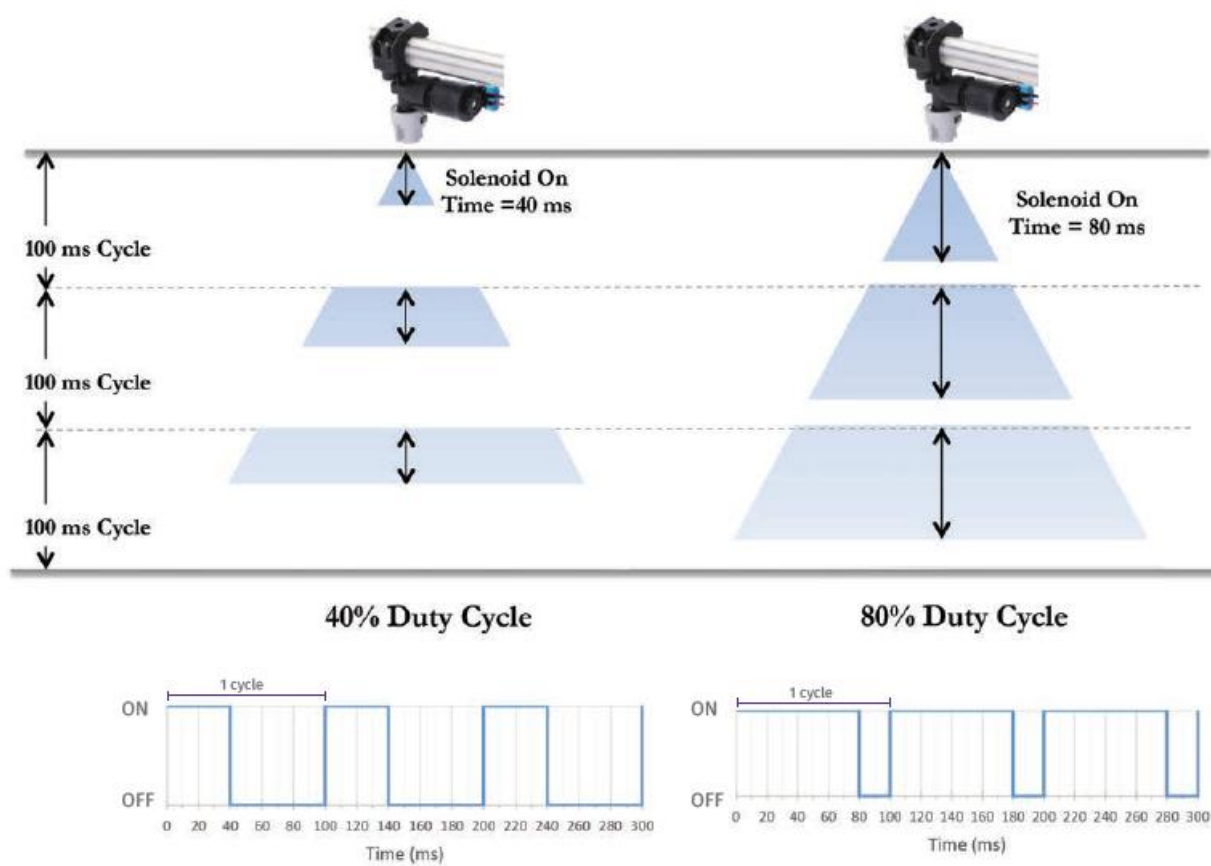 Solenoid On
Time =40 ms
Solenoid On
Time = 80 ms
100 ms Cycle
100 ms Cycle
100 ms Cycle
40% Duty Cycle
80% Duty Cycle
1 cycle
ON
OFF
0 20 40 60 80 100 120 140 160 180 200 220 240 260 280 300
Time (ms)
1 cycle
ON
OFF
0 20 40 60 80 100 120 140 160 180 200 220 240 260 280 300
Time (ms)